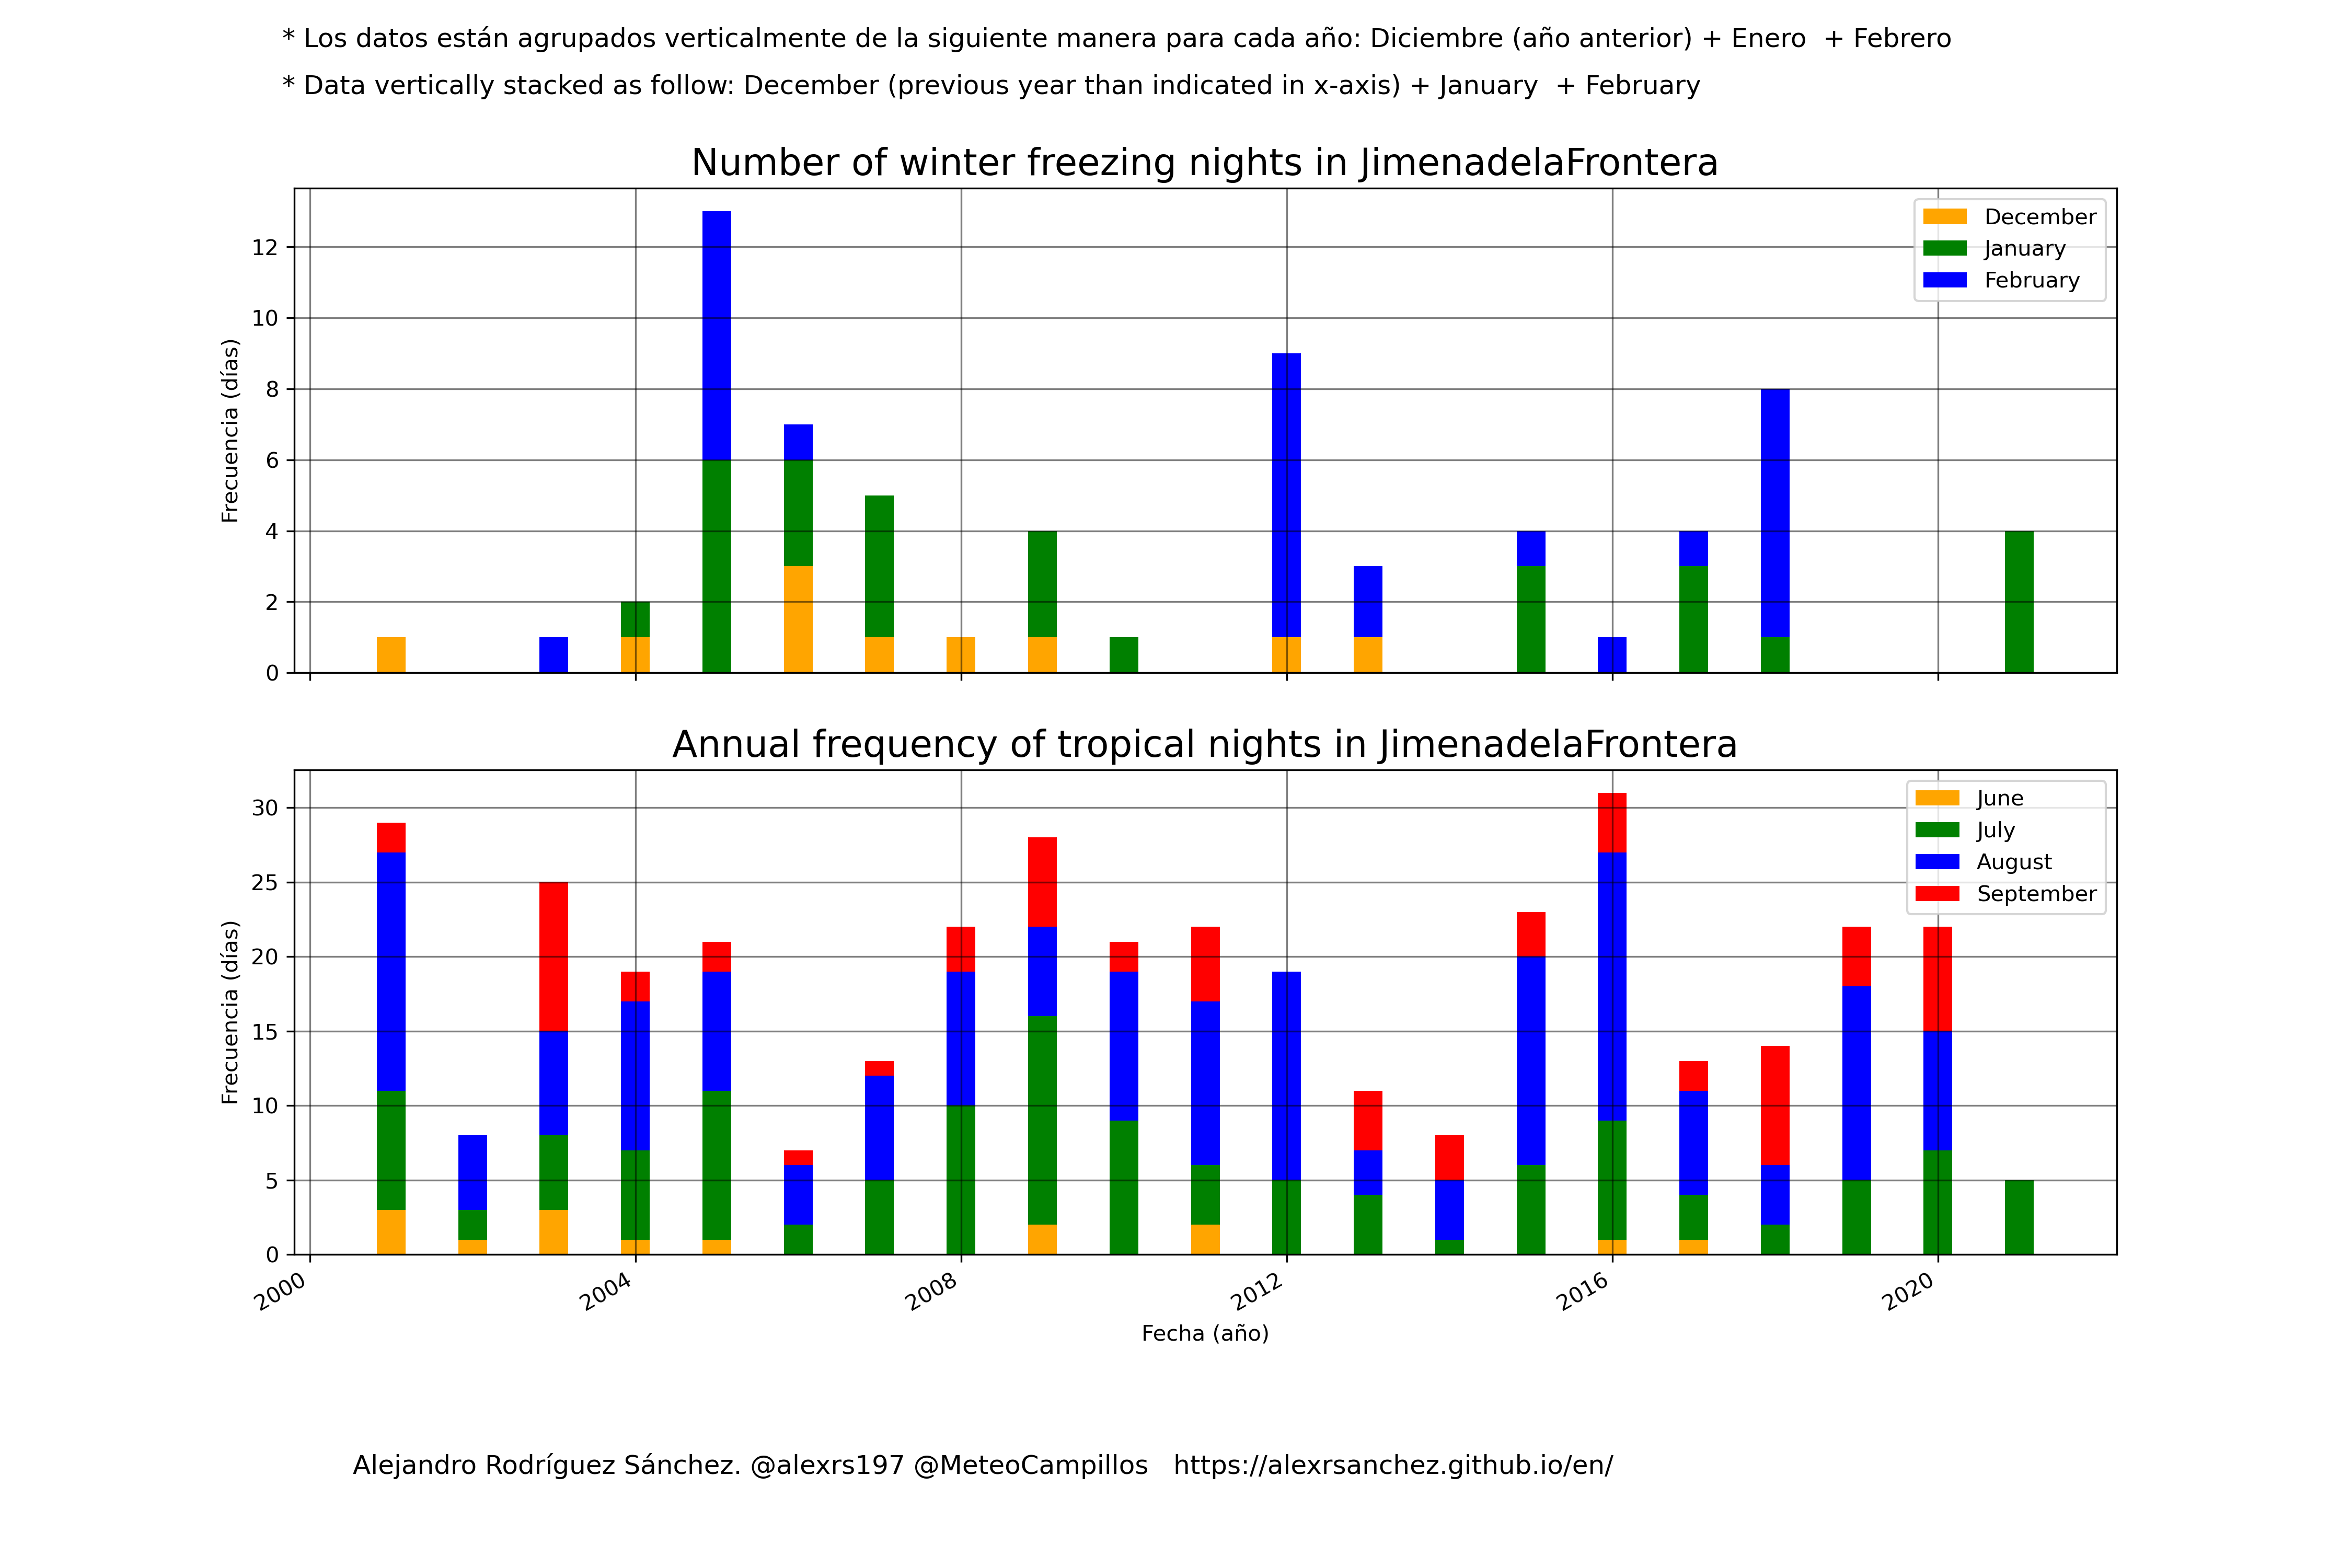 * Los datos están agrupados verticalmente de la siguiente manera para cada año: Diciembre (año anterior) + Enero  + Febrero
* Data vertically stacked as follow: December (previous year than indicated in x-axis) + January  + February
Number of winter freezing nights in JimenadelaFrontera
December
January
February
Frecuencia (días)
12
10
8
6
4
2
0
Annual frequency of tropical nights in JimenadelaFrontera
June
July
August
September
Frecuencia (días)
30
25
20
15
10
5
0
2000 2004 2008 2012 2016 2020
Fecha (año)
Alejandro Rodríguez Sánchez. @alexrs197 @MeteoCampillos   https://alexrsanchez.github.io/en/